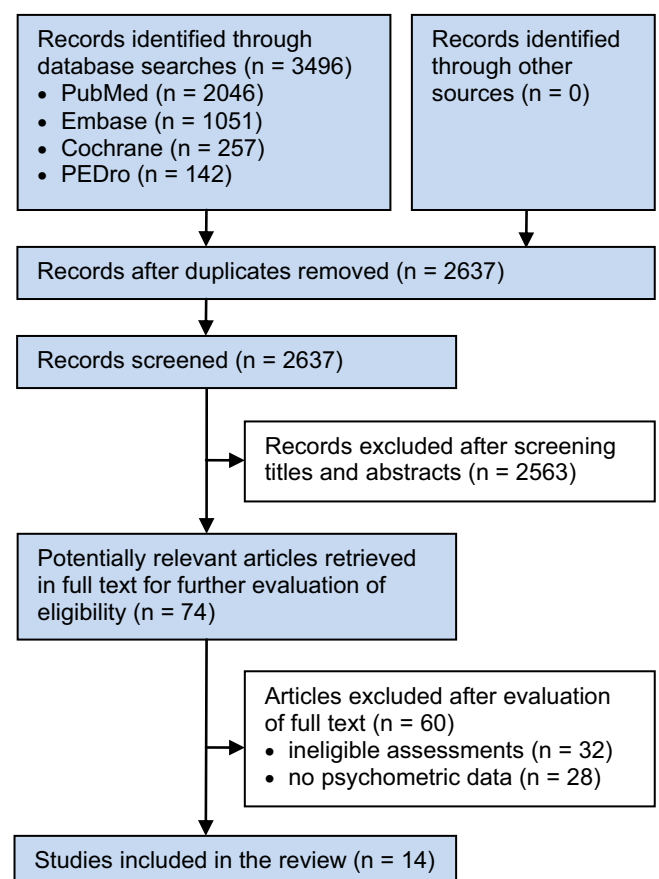 Records identified through
database searches (n = 3496)
• PubMed (n = 2046)
• Embase (n = 1051)
• Cochrane (n = 257)
• PEDro (n = 142)
Records identified
through other
sources (n = 0)
Records after duplicates removed (n = 2637)
Records screened (n = 2637)
Records excluded after screening
titles and abstracts (n = 2563)
Potentially relevant articles retrieved
in full text for further evaluation of
eligibility (n = 74)
Articles excluded after evaluation
of full text (n = 60)
• ineligible assessments (n = 32)
• no psychometric data (n = 28)
Studies included in the review (n = 14)